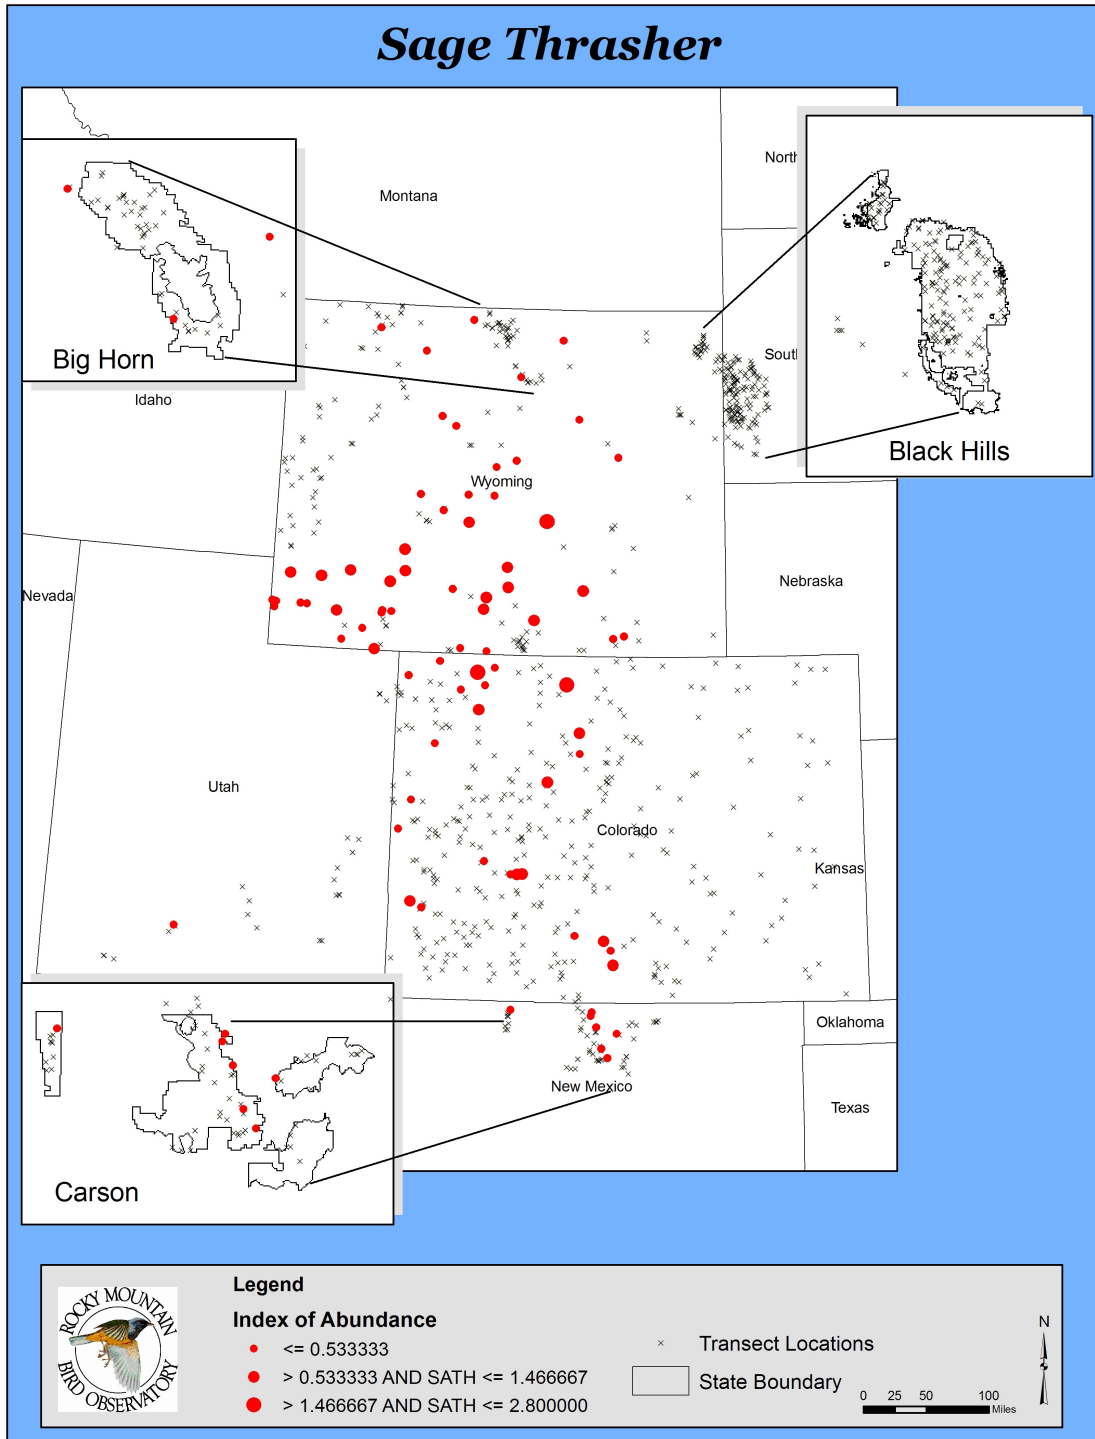 Sage Thrasher
Montana
North
South
Big Horn
Idaho
Black Hills
Wyoming
Nevada
Nebraska
Utah
Colorado
Kansas
Oklahoma
New Mexico
Texas
Carson
ROCKY MOUNTAIN
BIRD OBSERVATORY
Legend
Index of Abundance
<= 0.533333
> 0.533333 AND SATH <= 1.466667
> 1.466667 AND SATH <= 2.800000
Transect Locations
State Boundary
N
0 25 50 100
Miles